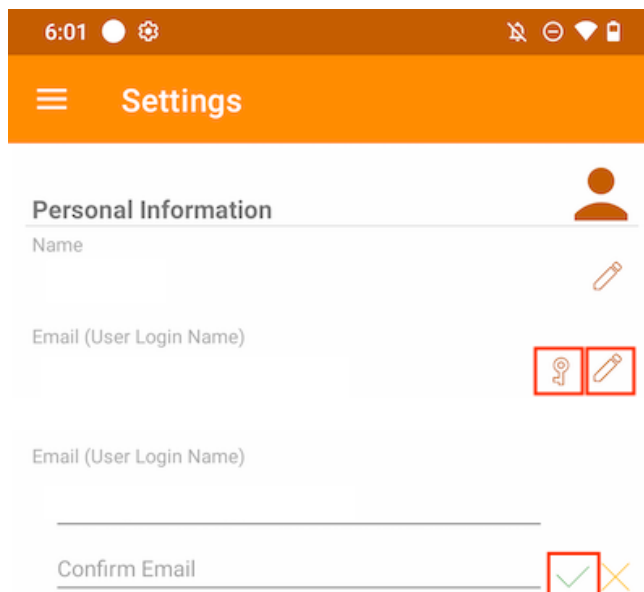 6:01
Settings
Personal Information
Name
Email (User Login Name)
Email (User Login Name)
Confirm Email